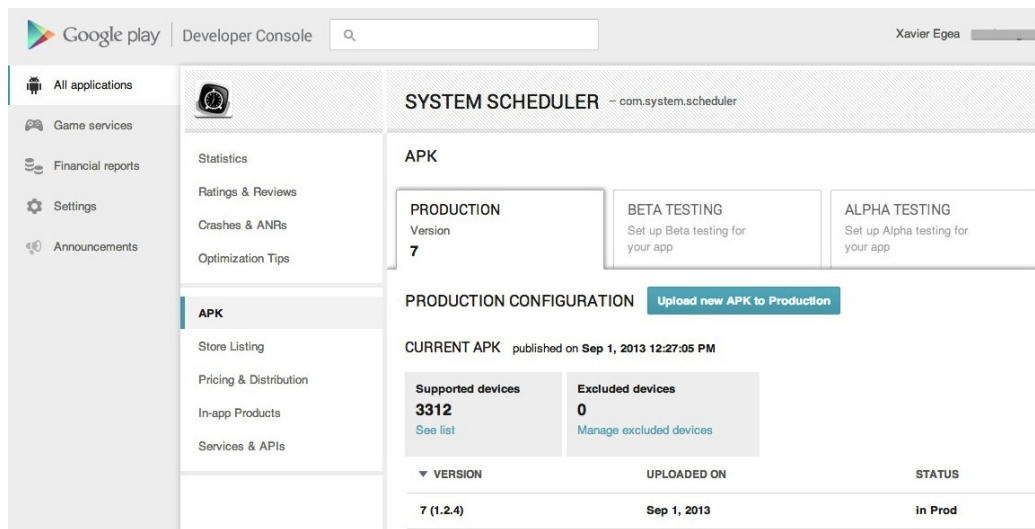 Google play Developer Console
Xavier Egea
All applications
Game services
Financial reports
Settings
Announcements
Statistics
Ratings & Reviews
Crashes & ANRs
Optimization Tips
APK
Store Listing
Pricing & Distribution
In-app Products
Services & APIs
SYSTEM SCHEDULER – com.system.scheduler
APK
PRODUCTION
Version
7
BETA TESTING
Set up Beta testing for
your app
ALPHA TESTING
Set up Alpha testing for
your app
PRODUCTION CONFIGURATION Upload new APK to Production
CURRENT APK published on Sep 1, 2013 12:27:05 PM
Supported devices
3312
See list
Excluded devices
0
Manage excluded devices
VERSION UPLOADED ON STATUS
7 (1.2.4) Sep 1, 2013 in Prod